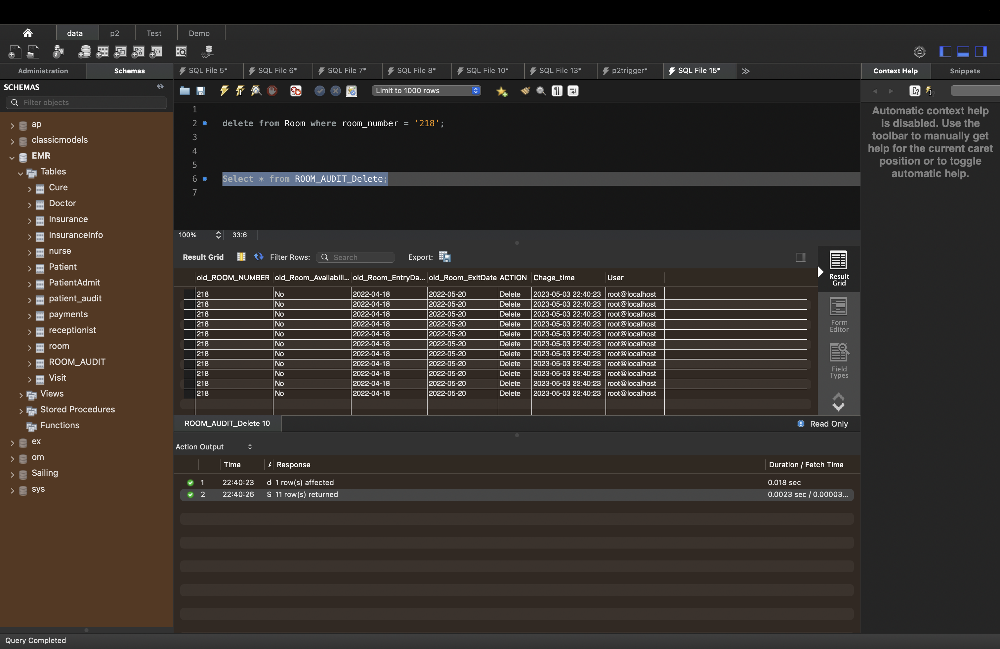 data p2 Test Demo
Administration Schemas SQL File 5* SQL File 6* SQL File 7* SQL File 8* SQL File 10* SQL File 13* p2trigger* SQL File 15* Context Help Snippets
SCHEMAS
Filter objects
Limit to 1000 rows
ap
classicmodels
EMR
Tables
Cure
Doctor
Insurance
InsuranceInfo
nurse
Patient
PatientAdmit
patient_audit
payments
receptionist
room
ROOM_AUDIT
Visit
Views
Stored Procedures
Functions
ex
om
Sailing
sys
1
2 delete from Room where room_number = '218';
3
4
5
6 Select * from ROOM_AUDIT_Delete;
7
100% 33:6
Result Grid Filter Rows: Search Export:
old_ROOM_NUMBER old_Room_Availabili... old_Room_EntryDa... old_Room_ExitDate ACTION Chage_time User
218 No 2022-04-18 2022-05-20 Delete 2023-05-03 22:40:23 root@localhost
218 No 2022-04-18 2022-05-20 Delete 2023-05-03 22:40:23 root@localhost
218 No 2022-04-18 2022-05-20 Delete 2023-05-03 22:40:23 root@localhost
218 No 2022-04-18 2022-05-20 Delete 2023-05-03 22:40:23 root@localhost
218 No 2022-04-18 2022-05-20 Delete 2023-05-03 22:40:23 root@localhost
218 No 2022-04-18 2022-05-20 Delete 2023-05-03 22:40:23 root@localhost
218 No 2022-04-18 2022-05-20 Delete 2023-05-03 22:40:23 root@localhost
218 No 2022-04-18 2022-05-20 Delete 2023-05-03 22:40:23 root@localhost
218 No 2022-04-18 2022-05-20 Delete 2023-05-03 22:40:23 root@localhost
218 No 2022-04-18 2022-05-20 Delete 2023-05-03 22:40:23 root@localhost
218 No 2022-04-18 2022-05-20 Delete 2023-05-03 22:40:23 root@localhost
Result
Grid
Form
Editor
Field
Types
ROOM_AUDIT_Delete 10 Read Only
Action Output
Time Response Duration / Fetch Time
1 22:40:23 1 row(s) affected 0.018 sec
2 22:40:26 11 row(s) returned 0.0023 sec / 0.00003...
Automatic context help
is disabled. Use the
toolbar to manually get
help for the current caret
position or to toggle
automatic help.
Query Completed